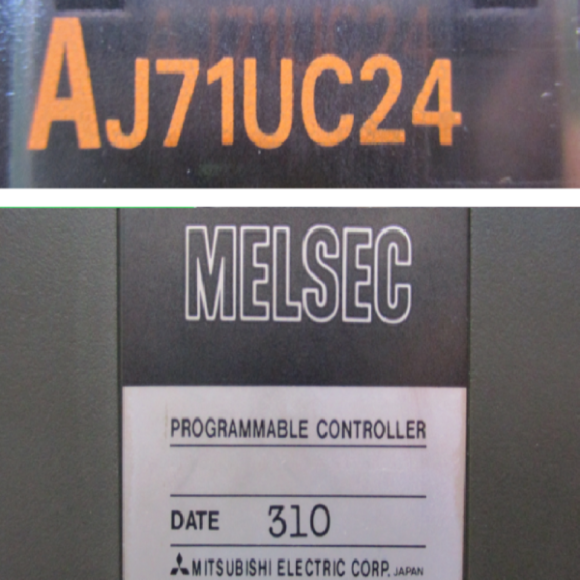 AJ71UC24
MELSEC
PROGRAMMABLE CONTROLLER
DATE 310
MITSUBISHI ELECTRIC CORP. JAPAN